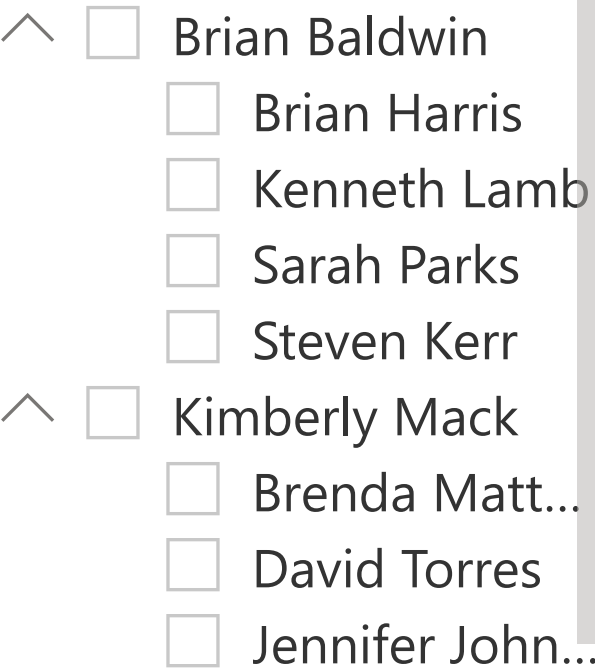 Brian Baldwin
Brian Harris
Kenneth Lamb
Sarah Parks
Steven Kerr
Kimberly Mack
Brenda Matt...
David Torres
Jennifer John...